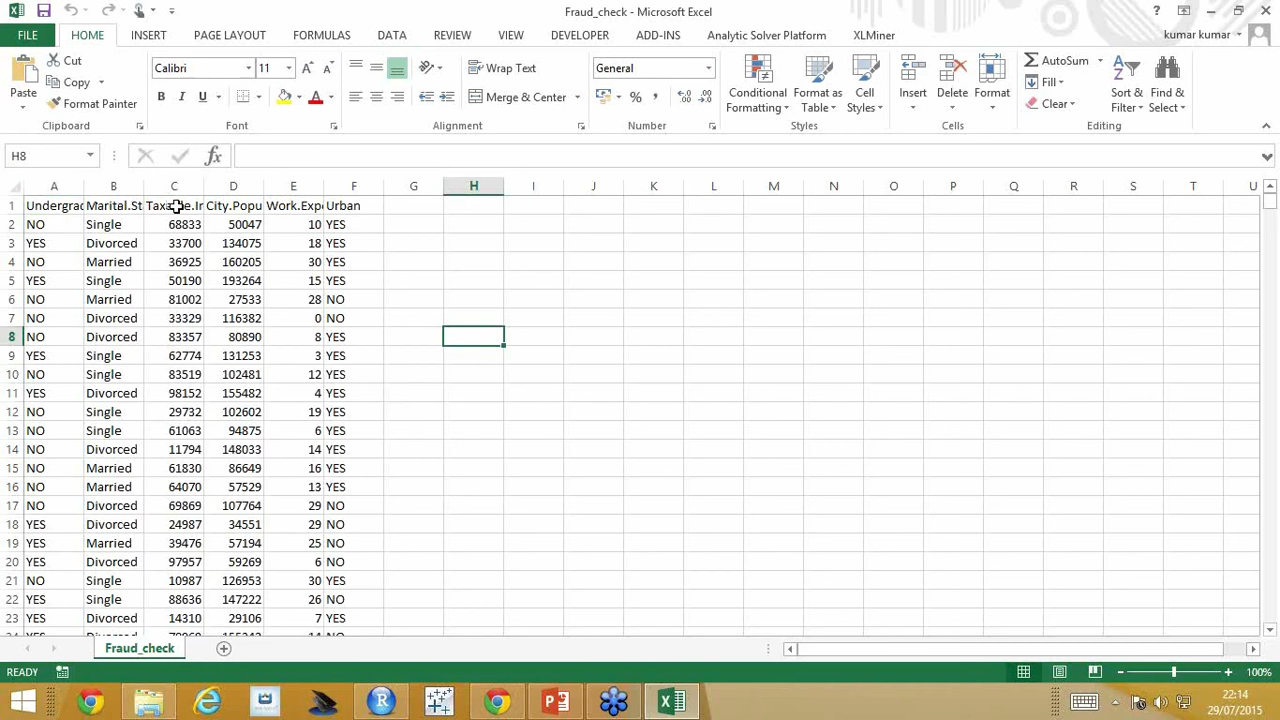 Fraud_check - Microsoft Excel
FILE HOME INSERT PAGE LAYOUT FORMULAS DATA REVIEW VIEW DEVELOPER ADD-INS Analytic Solver Platform XLMiner kumar kumar
Paste
Cut
Copy
Format Painter
Clipboard
Calibri 11
B I U
Font
Wrap Text
Merge & Center
Alignment
General
Number
Conditional Formatting
Format as Table
Cell Styles
Styles
Insert Delete Format
Cells
AutoSum
Fill
Clear
Sort & Filter
Find & Select
Editing
H8 fx
A B C D E F G H I J K L M N O P Q R S T U
1 Undergrad Marital.St City.Popu Work.Expe Urban
2 NO Single 68833 50047 10 YES
3 YES Divorced 33700 134075 18 YES
4 NO Married 36925 160205 30 YES
5 YES Single 50190 193264 15 YES
6 NO Married 81002 27533 28 NO
7 NO Divorced 33329 116382 0 NO
8 NO Divorced 83357 80890 8 YES
9 YES Single 62774 131253 3 YES
10 NO Single 83519 102481 12 YES
11 YES Divorced 98152 155482 4 YES
12 NO Single 29732 102602 19 YES
13 NO Single 61063 94875 6 YES
14 NO Divorced 11794 148033 14 YES
15 NO Married 61830 86649 16 YES
16 NO Married 64070 57529 13 YES
17 NO Divorced 69869 107764 29 NO
18 YES Divorced 24987 34551 29 NO
19 YES Married 39476 57194 25 NO
20 YES Divorced 97957 59269 6 NO
21 NO Single 10987 126953 30 YES
22 YES Single 88636 147222 26 NO
23 YES Divorced 14310 29106 7 YES
Fraud_check
READY 100%
22:14
29/07/2015